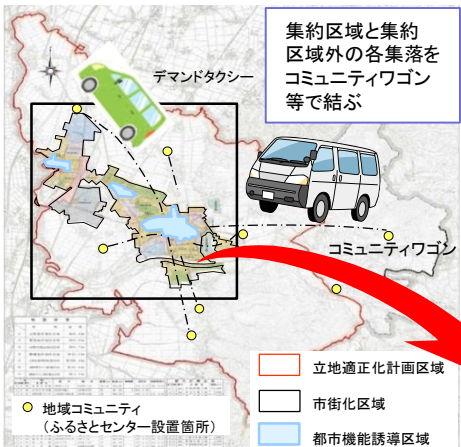 集約区域と集約
区域外の各集落を
コミュニティワゴン
等で結ぶ
デマンドタクシー
コミュニティワゴン
立地適正化計画区域
市街化区域
都市機能誘導区域
地域コミュニティ
(ふるさとセンター設置箇所)